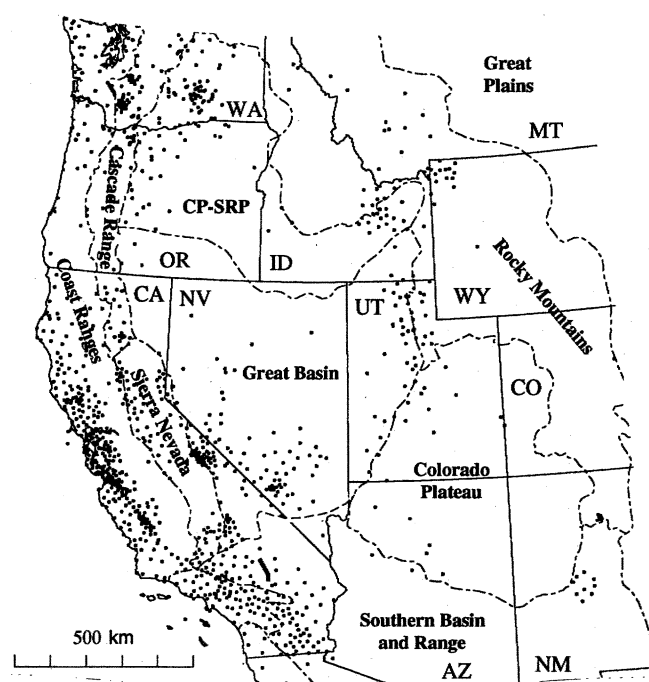 Great
Plains
WA
MT
Cascade Range
CP-SRP
OR
ID
Coast Ranges
CA
NV
UT
WY
Rocky Mountains
Great Basin
Sierra Nevada
CO
Colorado
Plateau
Southern Basin
and Range
500 km
AZ
NM